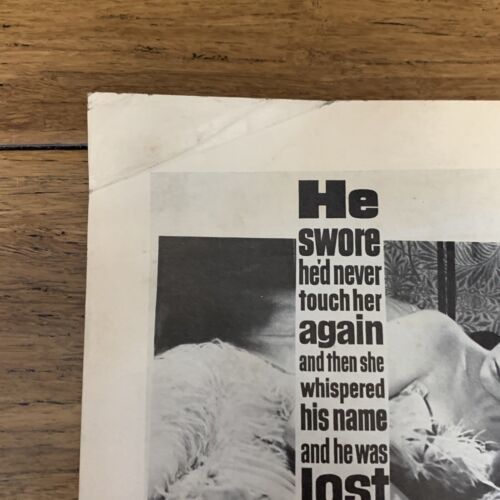 He
swore
he'd never
touch her
again
and then she
whispered
his name
and he was
lost